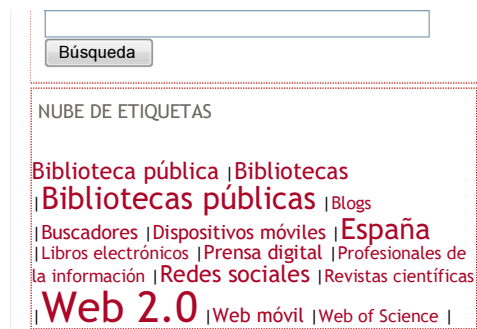 Búsqueda
NUBE DE ETIQUETAS
Biblioteca pública |Bibliotecas
|Bibliotecas públicas |Blogs
|Buscadores |Dispositivos móviles |España
|Libros electrónicos |Prensa digital |Profesionales de
la información |Redes sociales |Revistas científicas
|Web 2.0 |Web móvil |Web of Science |